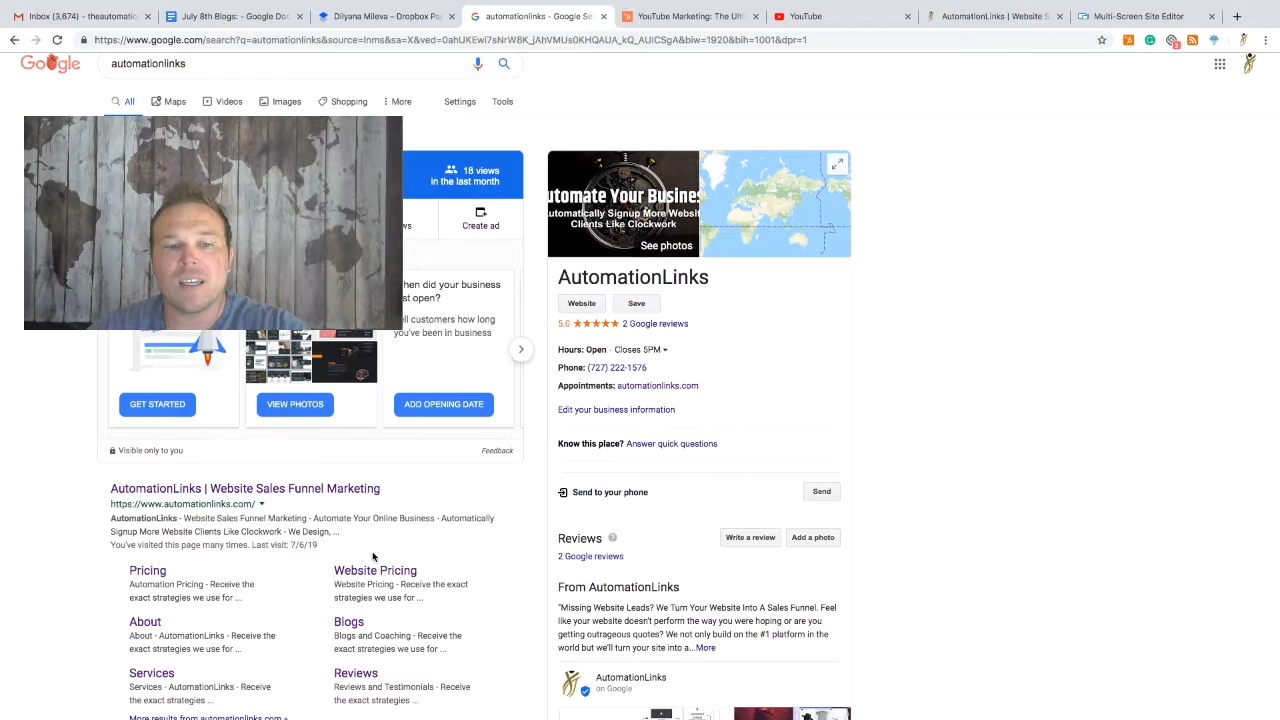 M Inbox (3,674) - theautomation
July 8th Blogs - Google Doc
Dilyana Mileva – Dropbox Pap
automationlinks - Google Se
YouTube Marketing: The Ulti
YouTube
AutomationLinks | Website S
Multi-Screen Site Editor
https://www.google.com/search?q=automationlinks&source=lnms&sa=X&ved=0ahUKEwi7sNrW8K_jAhVMUs0KHQAUA_kQ_AUICSgA&biw=1920&bih=1001&dpr=1
Google
automationlinks
All
Maps
Videos
Images
Shopping
More
Settings
Tools
18 views
in the last month
Create ad
hen did your business
st open?
ell customers how long
you've been in business
GET STARTED
VIEW PHOTOS
ADD OPENING DATE
Visible only to you
Feedback
AutomationLinks | Website Sales Funnel Marketing
https://www.automationlinks.com/
AutomationLinks - Website Sales Funnel Marketing - Automate Your Online Business - Automatically
Signup More Website Clients Like Clockwork - We Design, ...
You've visited this page many times. Last visit: 7/6/19
Pricing
Automation Pricing - Receive the
exact strategies we use for ...
Website Pricing
Website Pricing - Receive the exact
strategies we use for ...
About
About - AutomationLinks - Receive the
exact strategies we use for ...
Blogs
Blogs and Coaching - Receive the
exact strategies we use for ...
Services
Services - AutomationLinks - Receive
the exact strategies ...
Reviews
Reviews and Testimonials - Receive
the exact strategies ...
More results from automationlinks.com »
utomate Your Busines
utomatically Signup More Websit
Clients Like Clockwork
See photos
AutomationLinks
Website
Save
5.0 ★★★★★ 2 Google reviews
Hours: Open · Closes 5PM
Phone: (727) 222-1576
Appointments: automationlinks.com
Edit your business information
Know this place? Answer quick questions
Send to your phone
Send
Reviews
Write a review
Add a photo
2 Google reviews
From AutomationLinks
"Missing Website Leads? We Turn Your Website Into A Sales Funnel. Feel
like your website doesn't perform the way you were hoping or are you
getting outrageous quotes? We not only build on the #1 platform in the
world but we'll turn your site into a...More
AutomationLinks
on Google